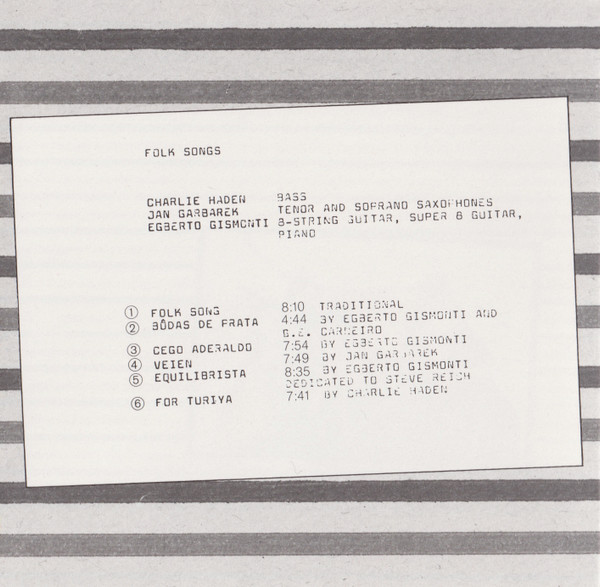 FOLK SONGS
CHARLIE HADEN BASS
JAN GARBAREK TENOR AND SOPRANO SAXOPHONES
EGBERTO GISMONTI 8-STRING GUITAR, SUPER 8 GUITAR,
PIANO
① FOLK SONG 8:10 TRADITIONAL
② BÔDAS DE PRATA 4:44 BY EGBERTO GISMONTI AND
G.E. CARNEIRO
③ CEGO ADERALDO 7:54 BY EGBERTO GISMONTI
④ VEIEN 7:49 BY JAN GARBAREK
⑤ EQUILIBRISTA 8:35 BY EGBERTO GISMONTI
DEDICATED TO STEVE REICH
⑥ FOR TURIYA 7:41 BY CHARLIE HADEN